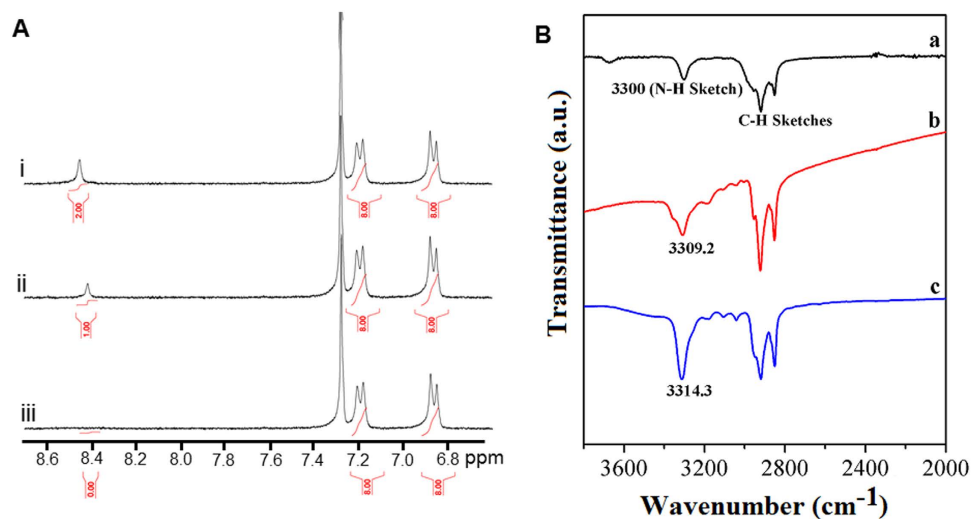 A
i
2.00
8.00
8.00
ii
1.00
8.00
8.00
iii
8.6 8.4 8.2 8.0 7.8 7.6 7.4 7.2 7.0 6.8 ppm
0.00
8.00
8.00
B
a
3300 (N-H Sketch)
C-H Sketches
b
3309.2
c
3314.3
Transmittance (a.u.)
3600 3200 2800 2400 2000
Wavenumber (cm-1)